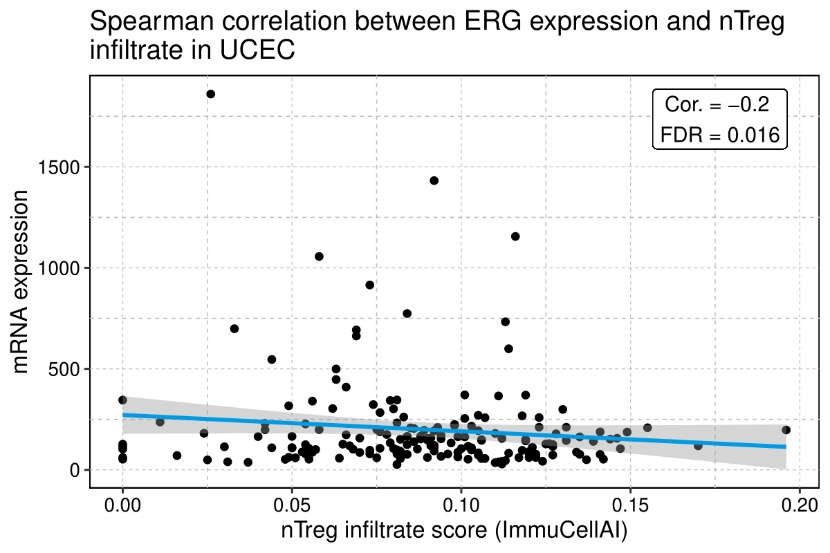 Spearman correlation between ERG expression and nTreg
infiltrate in UCEC
Cor. = −0.2
FDR = 0.016
mRNA expression
1500
1000
500
0
0.00
0.05
0.10
0.15
0.20
nTreg infiltrate score (ImmuCellAI)